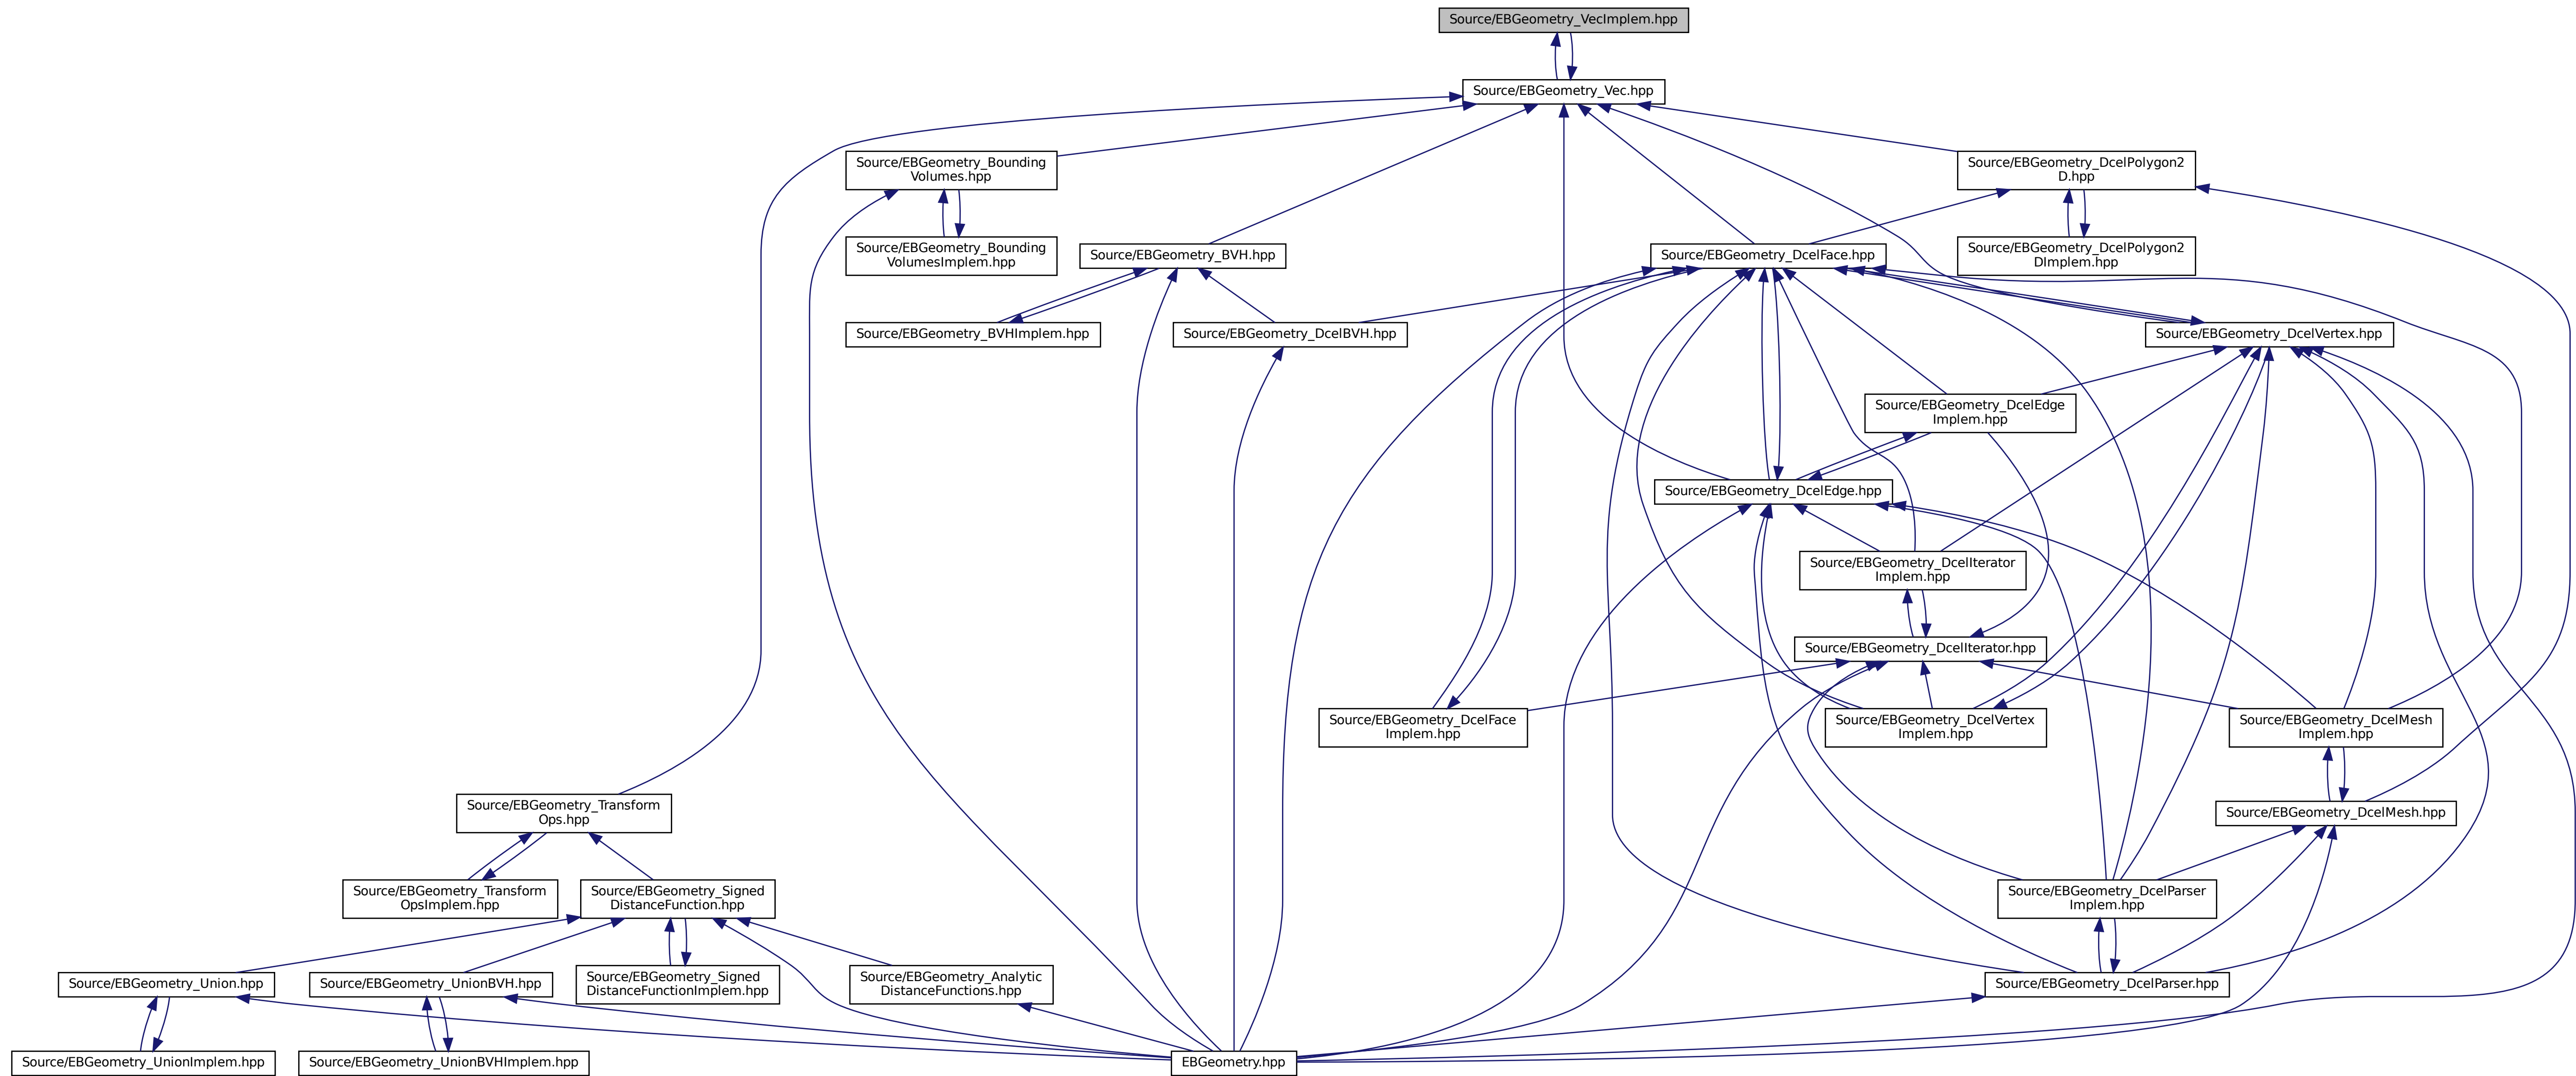 Source/EBGeometry_VecImplem.hpp
Source/EBGeometry_Vec.hpp
Source/EBGeometry_Bounding
Volumes.hpp
Source/EBGeometry_DcelPolygon2
D.hpp
Source/EBGeometry_Bounding
VolumesImplem.hpp
Source/EBGeometry_BVH.hpp
Source/EBGeometry_DcelFace.hpp
Source/EBGeometry_DcelPolygon2
DImplem.hpp
Source/EBGeometry_BVHImplem.hpp
Source/EBGeometry_DcelBVH.hpp
Source/EBGeometry_DcelVertex.hpp
Source/EBGeometry_DcelEdge
Implem.hpp
Source/EBGeometry_DcelEdge.hpp
Source/EBGeometry_DcelIterator
Implem.hpp
Source/EBGeometry_DcelIterator.hpp
Source/EBGeometry_DcelFace
Implem.hpp
Source/EBGeometry_DcelVertex
Implem.hpp
Source/EBGeometry_DcelMesh
Implem.hpp
Source/EBGeometry_Transform
Ops.hpp
Source/EBGeometry_DcelMesh.hpp
Source/EBGeometry_Transform
OpsImplem.hpp
Source/EBGeometry_Signed
DistanceFunction.hpp
Source/EBGeometry_DcelParser
Implem.hpp
Source/EBGeometry_Union.hpp
Source/EBGeometry_UnionBVH.hpp
Source/EBGeometry_Signed
DistanceFunctionImplem.hpp
Source/EBGeometry_Analytic
DistanceFunctions.hpp
Source/EBGeometry_DcelParser.hpp
Source/EBGeometry_UnionImplem.hpp
Source/EBGeometry_UnionBVHImplem.hpp
EBGeometry.hpp